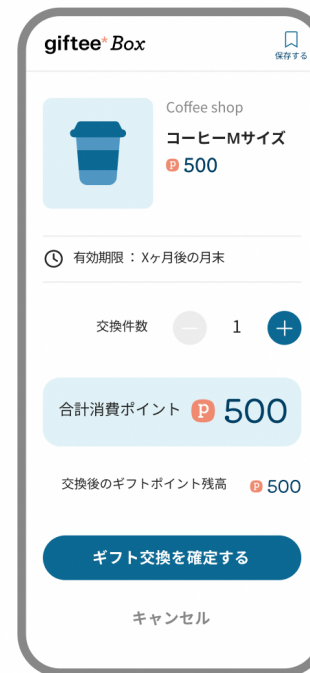 giftee* Box
保存する
Coffee shop
コーヒーMサイズ
P 500
有効期限 ： Xヶ月後の月末
交換件数 － 1 ＋
合計消費ポイント P 500
交換後のギフトポイント残高 P 500
ギフト交換を確定する
キャンセル